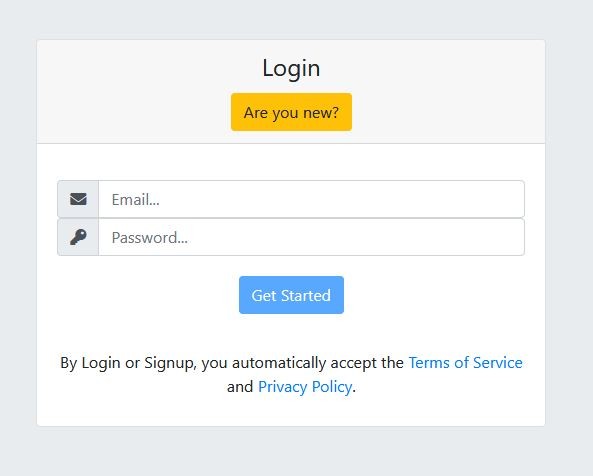 Login
Are you new?
Email...
Password...
Get Started
By Login or Signup, you automatically accept the Terms of Service
and Privacy Policy.